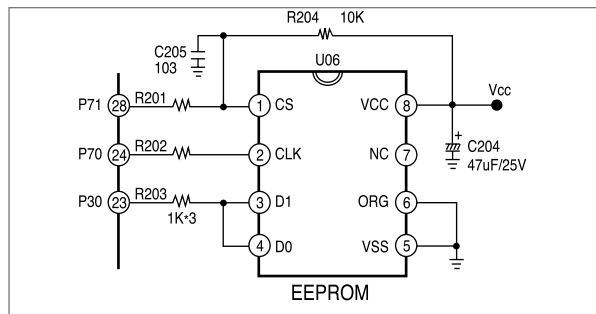 R204 10K
C205
103
U06
Vcc
P71 28 R201 1 CS VCC 8
+
C204
47uF/25V
P70 24 R202 2 CLK NC 7
P30 23 R203 3 D1 ORG 6
1K*3
4 D0 VSS 5
EEPROM